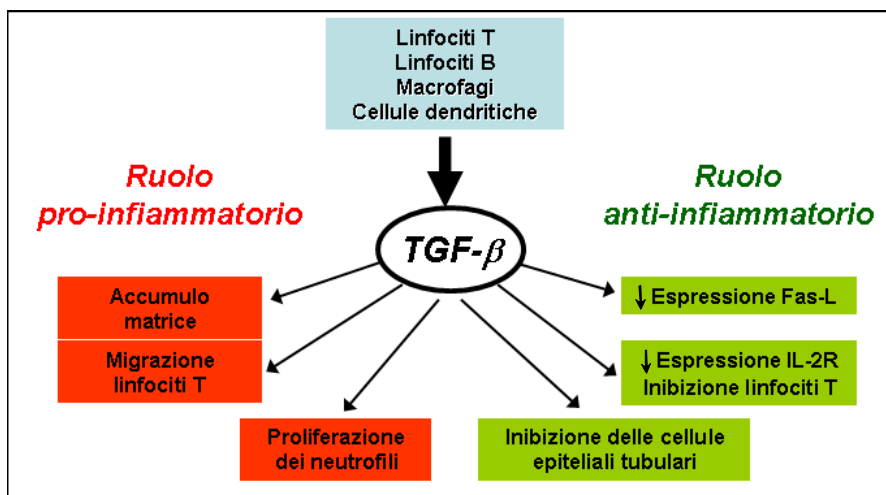 Linfociti T
Linfociti B
Macrofagi
Cellule dendritiche
Ruolo
pro-infiammatorio
Ruolo
anti-infiammatorio
TGF-β
Accumulo
matrice
Migrazione
linfociti T
Proliferazione
dei neutrofili
↓ Espressione Fas-L
↓ Espressione IL-2R
Inibizione linfociti T
Inibizione delle cellule
epiteliali tubulari